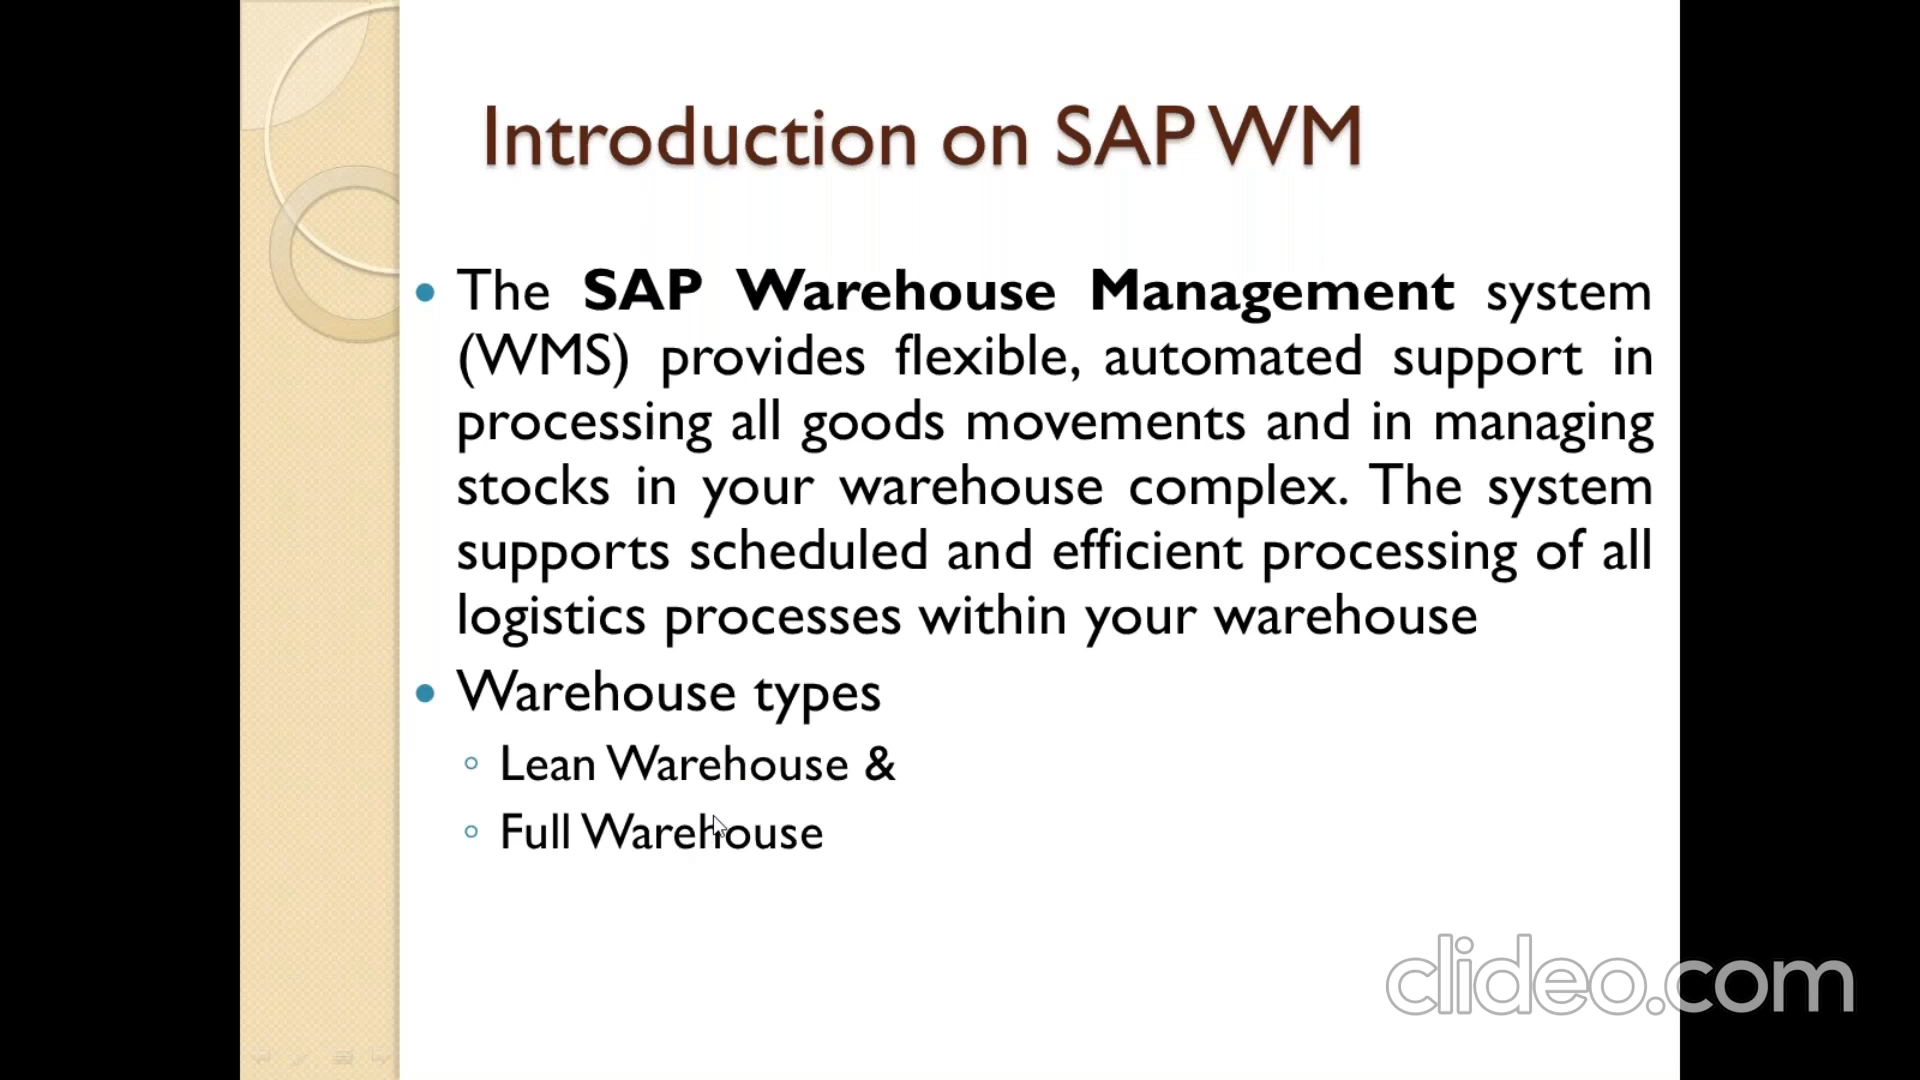 Introduction on SAP WM
• The SAP Warehouse Management system
(WMS) provides flexible, automated support in
processing all goods movements and in managing
stocks in your warehouse complex. The system
supports scheduled and efficient processing of all
logistics processes within your warehouse
• Warehouse types
◦ Lean Warehouse &
◦ Full Warehouse
clideo.com